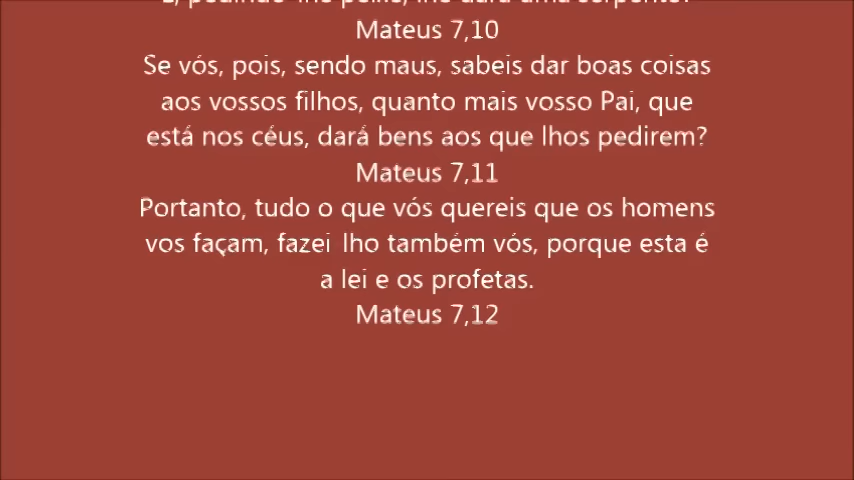 Mateus 7,10
Se vós, pois, sendo maus, sabeis dar boas coisas
aos vossos filhos, quanto mais vosso Pai, que
está nos céus, dará bens aos que lhos pedirem?
Mateus 7,11
Portanto, tudo o que vós quereis que os homens
vos façam, fazei lho também vós, porque esta é
a lei e os profetas.
Mateus 7,12